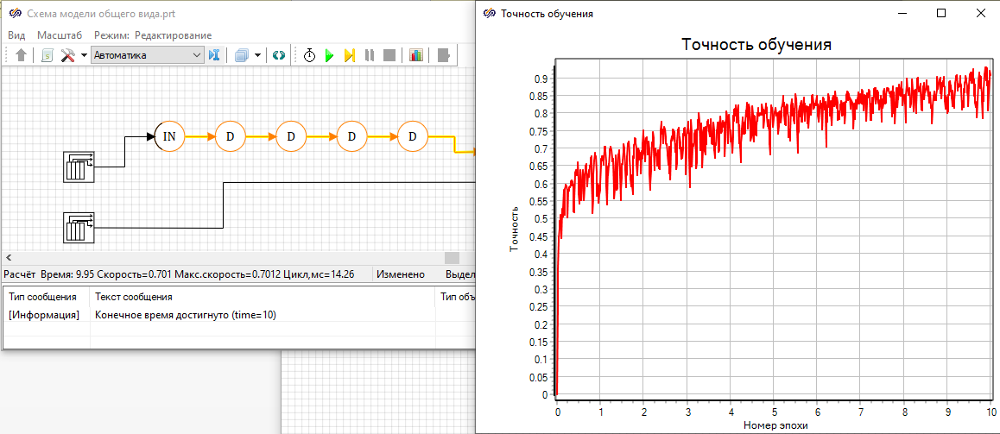 Схема модели общего вида.prt
Вид Масштаб Режим: Редактирование
Автоматика
IN D D D D
Расчёт Время: 9.95 Скорость=0.701 Макс.скорость=0.7012 Цикл,мс=14.26 Изменено Выдел
Тип сообщения Текст сообщения Тип объ
[Информация] Конечное время достигнуто (time=10)
Точность обучения
Точность обучения
Точность
0.9
0.85
0.8
0.75
0.7
0.65
0.6
0.55
0.5
0.45
0.4
0.35
0.3
0.25
0.2
0.15
0.1
0.05
0
0 1 2 3 4 5 6 7 8 9 10
Номер эпохи